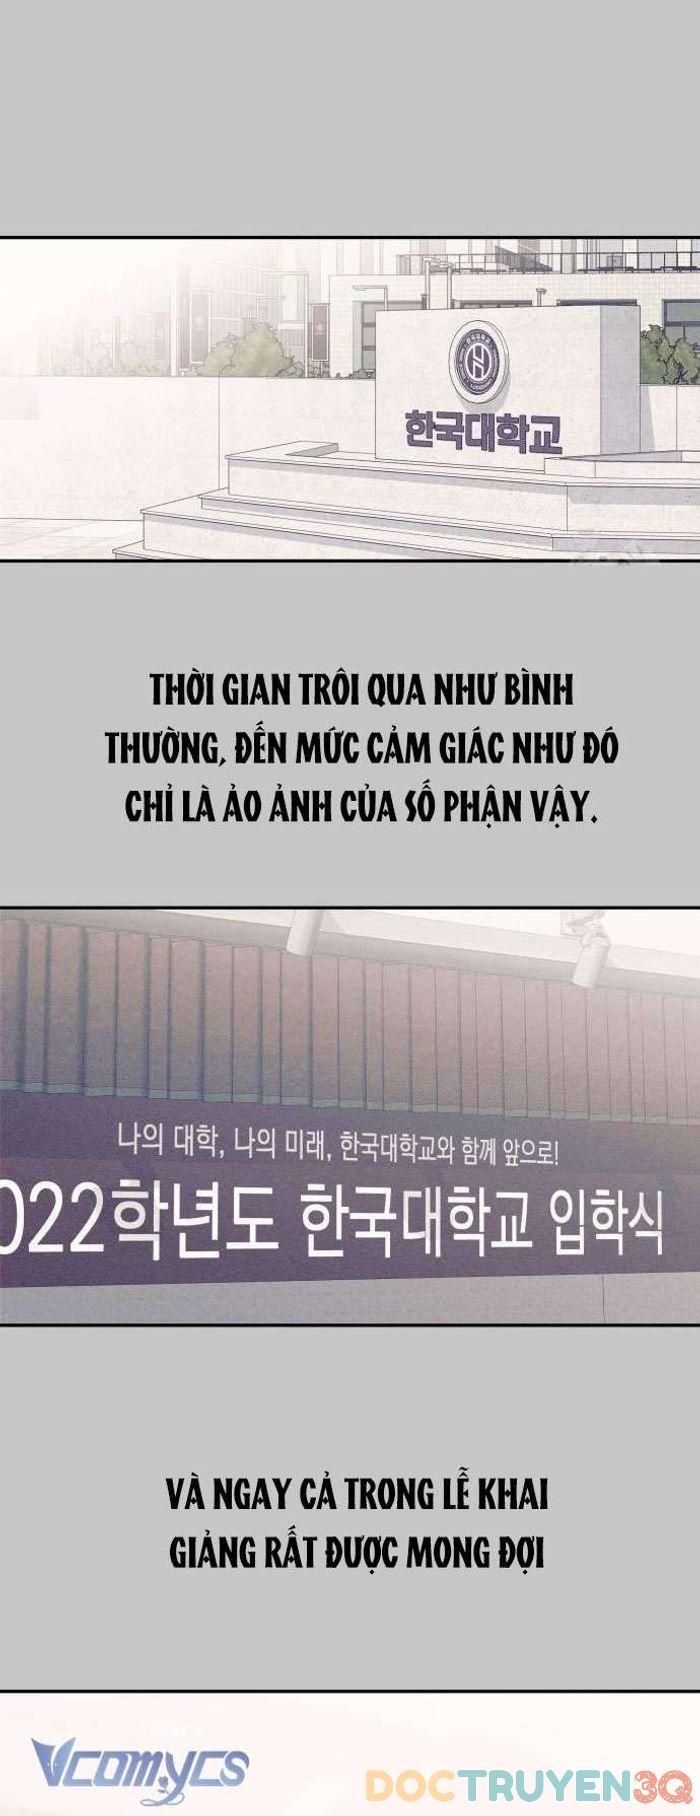 한국대학교
THỜI GIAN TRÔI QUA NHƯ BÌNH
THƯỜNG, ĐẾN MỨC CẢM GIÁC NHƯ ĐÓ
CHỈ LÀ ẢO ẢNH CỦA SỐ PHẬN VẬY.
나의 대학, 나의 미래, 한국대학교와 함께 앞으로!
022학년도 한국대학교 입학식
VÀ NGAY CẢ TRONG LỄ KHAI
GIẢNG RẤT ĐƯỢC MONG ĐỢI
Vcomycs
DOCTRUYEN3Q